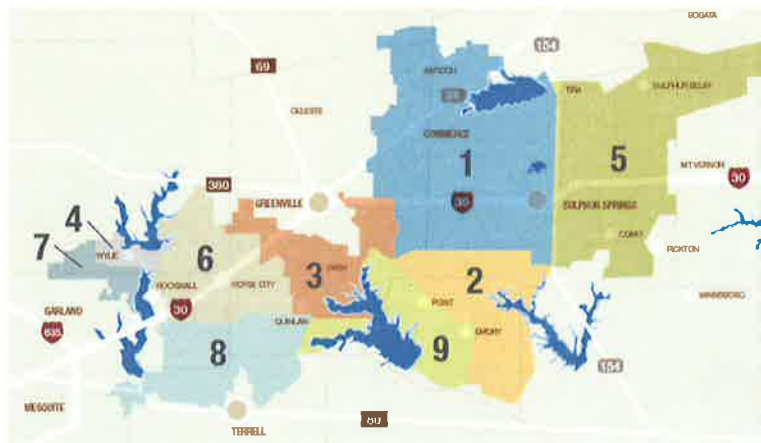 BOGATA
154
69
TIRA
SULPHUR BLUFF
CELESTE
COMMERCE
1
5
MT VERNON
30
380
GREENVILLE
30
SULPHUR SPRINGS
4
7
WYLIE
6
COMO
PICKTON
3
2
ROCKWALL
ROYSE CITY
POINT
WINNSBORO
GARLAND
30
QUINLAN
EMORY
635
8
9
154
MESQUITE
TERRELL
80